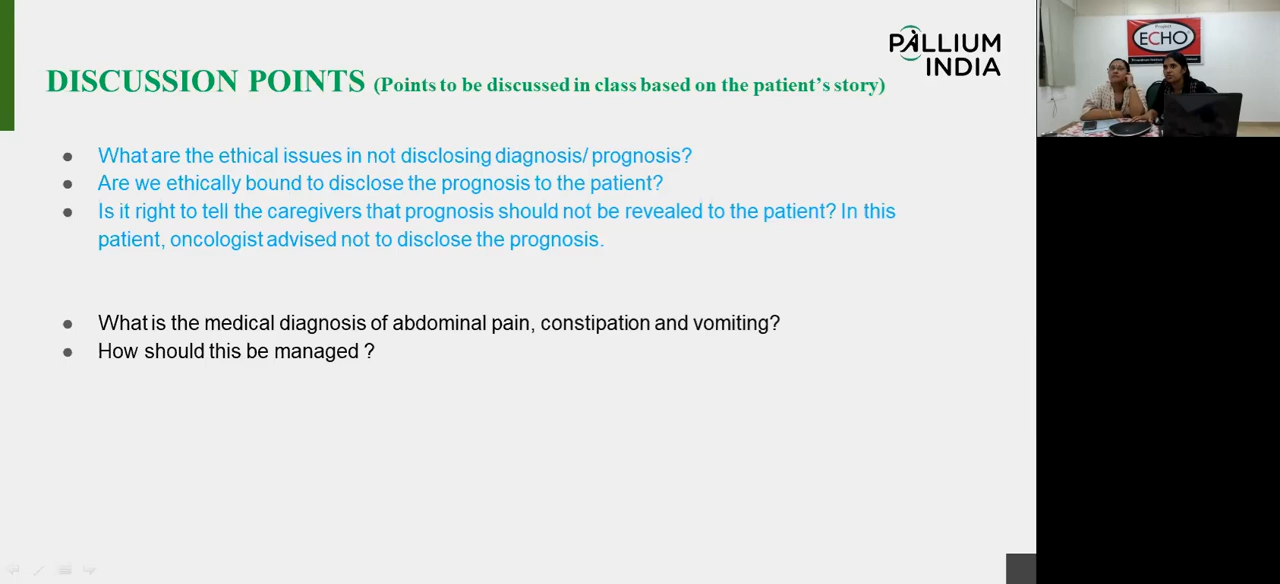 PALLIUM
INDIA
DISCUSSION POINTS (Points to be discussed in class based on the patient's story)
What are the ethical issues in not disclosing diagnosis/ prognosis?
Are we ethically bound to disclose the prognosis to the patient?
Is it right to tell the caregivers that prognosis should not be revealed to the patient? In this
patient, oncologist advised not to disclose the prognosis.
What is the medical diagnosis of abdominal pain, constipation and vomiting?
How should this be managed ?
Project
ECHO